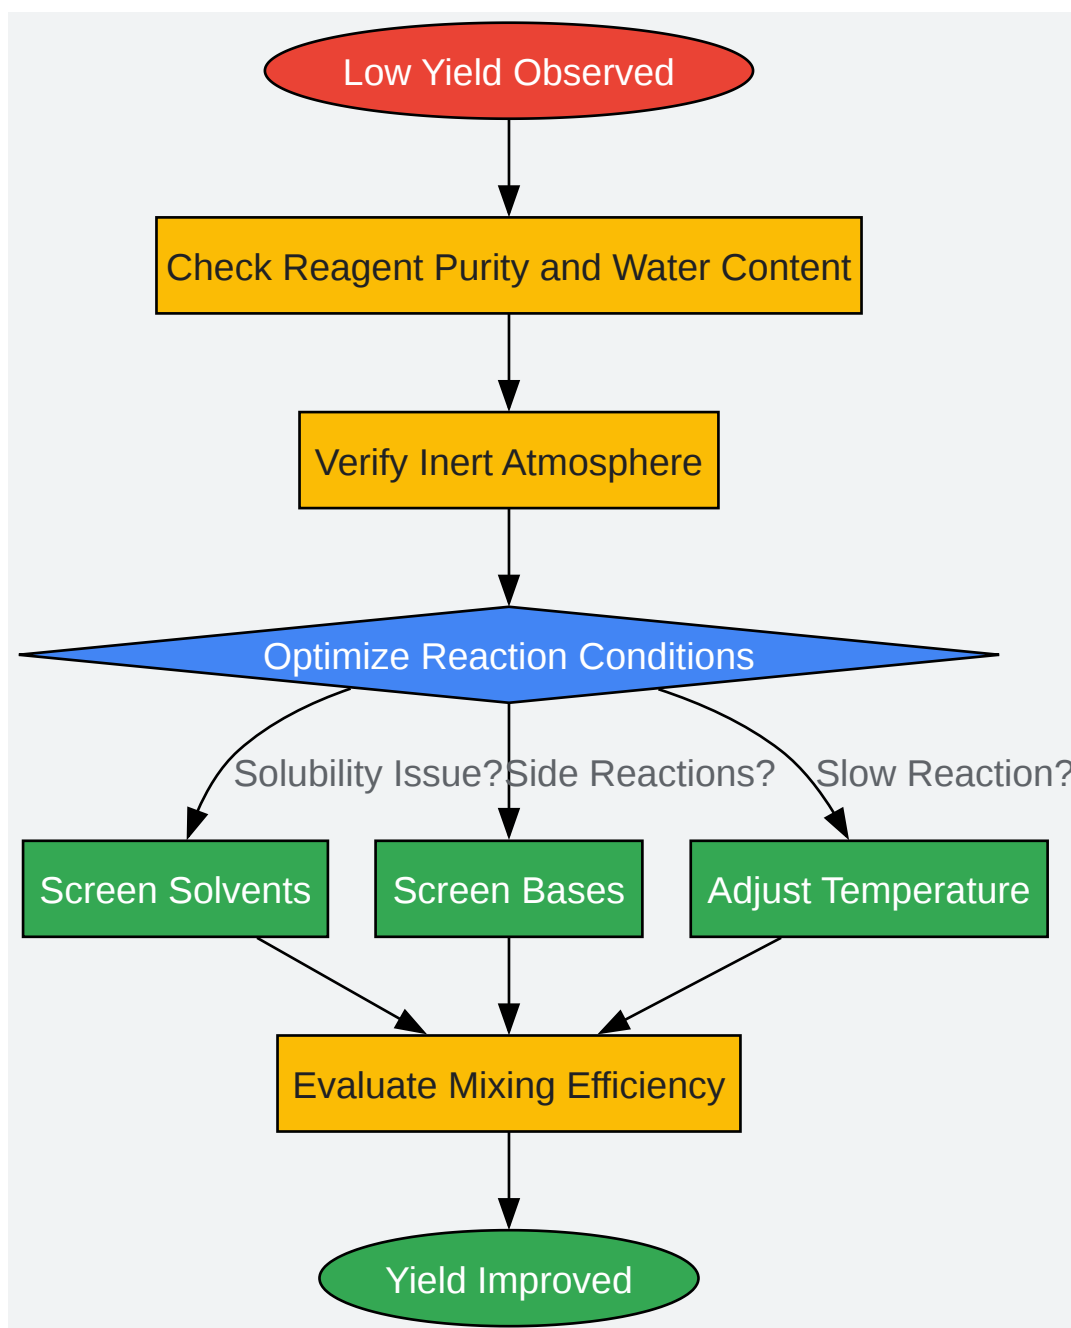 Low Yield Observed
Check Reagent Purity and Water Content
Verify Inert Atmosphere
Optimize Reaction Conditions
Solubility Issue?
Side Reactions?
Slow Reaction?
Screen Solvents
Screen Bases
Adjust Temperature
Evaluate Mixing Efficiency
Yield Improved